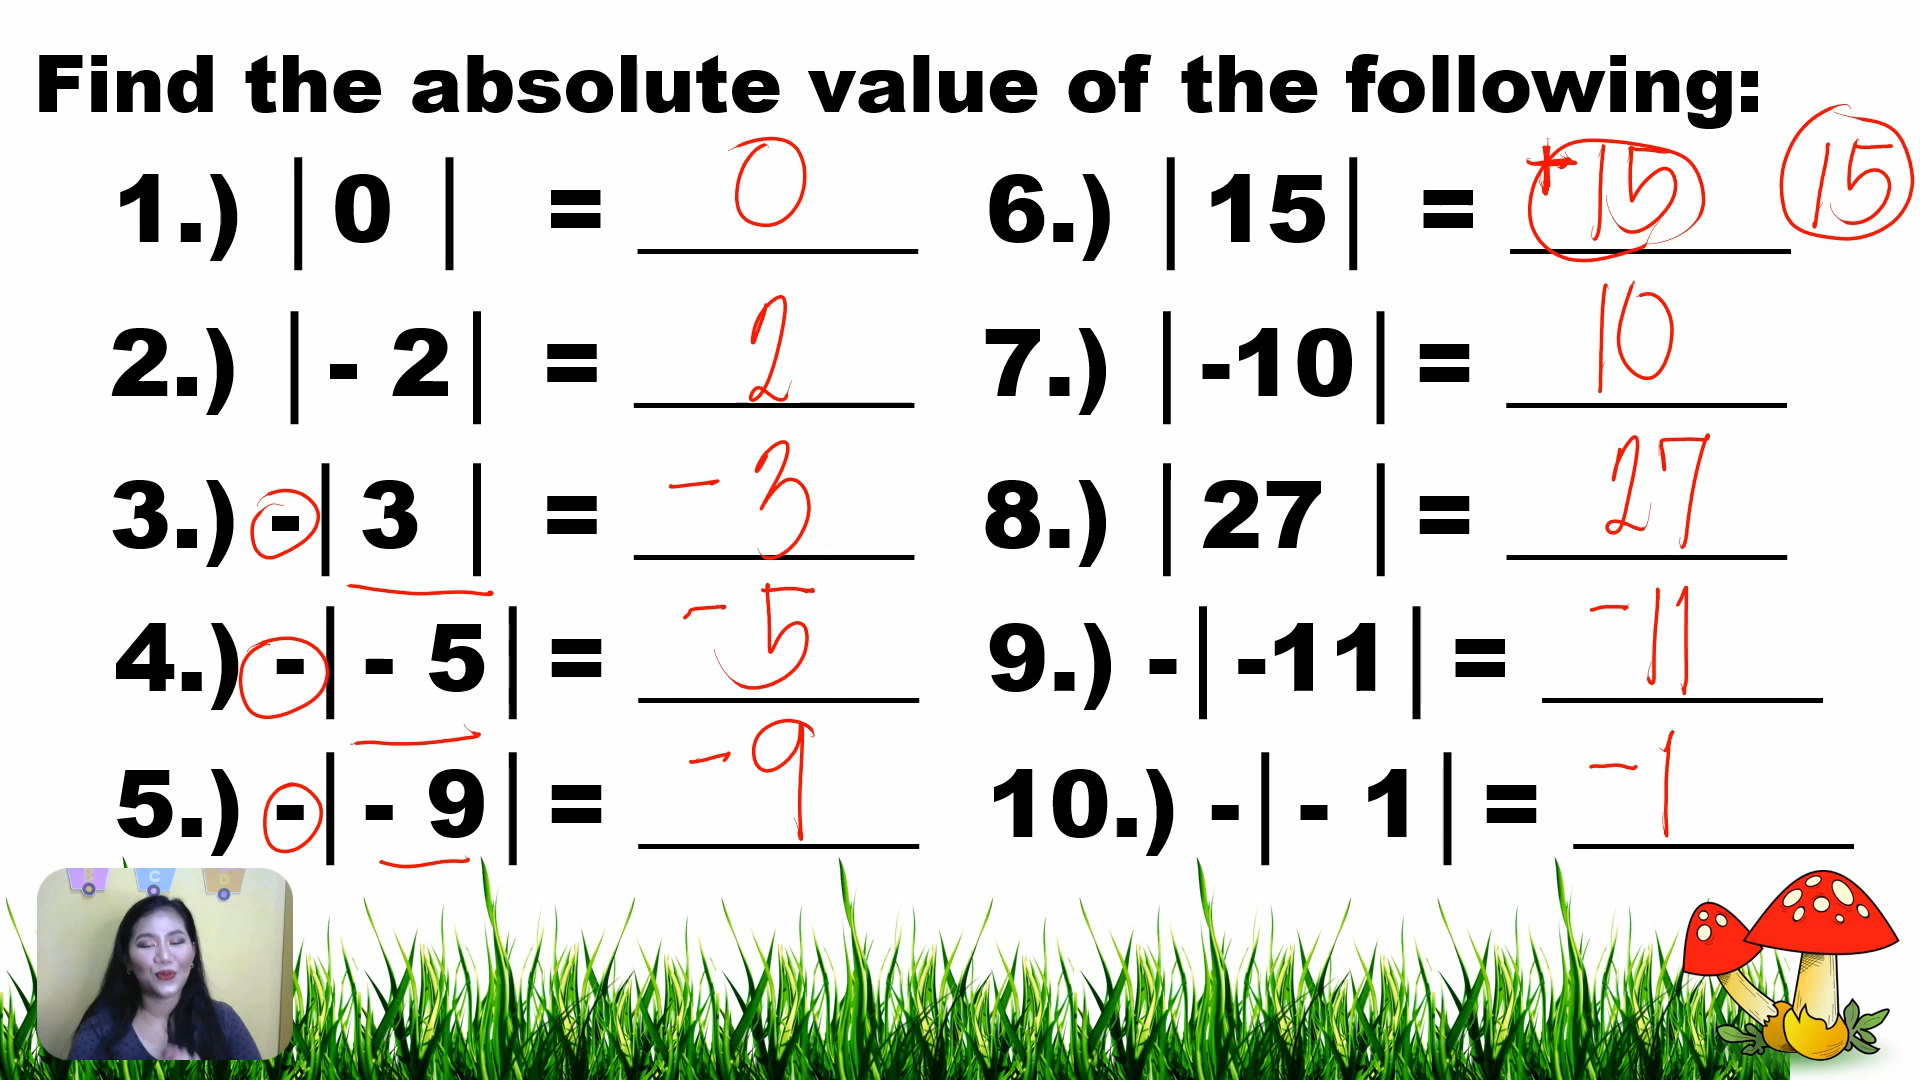 Find the absolute value of the following:
1.) |0 | = 0
2.) |- 2| = 2
3.) -| 3 | = -3
4.) -| - 5| = -5
5.) -| - 9| = -9
6.) | 15| = +15 15
7.) | -10| = 10
8.) | 27 | = 27
9.) -| -11| = -11
10.) -| - 1| = -1
C